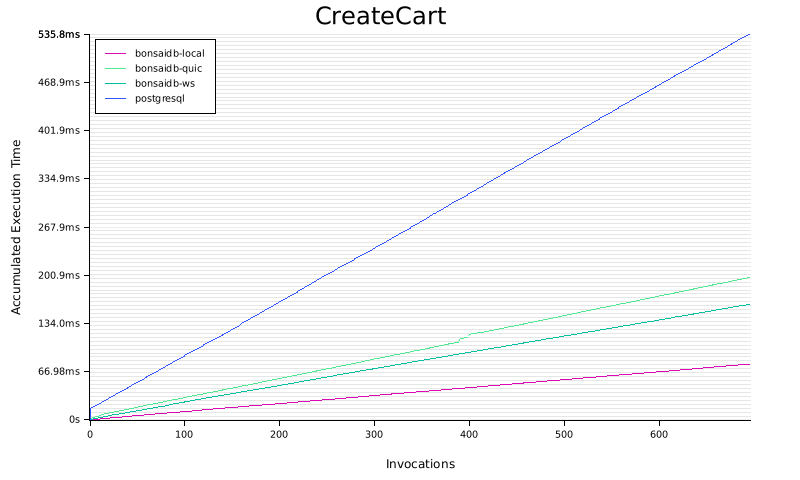 CreateCart
535.8ms
bonsaidb-local
bonsaidb-quic
bonsaidb-ws
postgresql
468.9ms
401.9ms
334.9ms
267.9ms
200.9ms
134.0ms
66.98ms
0s
Accumulated Execution Time
0 100 200 300 400 500 600
Invocations